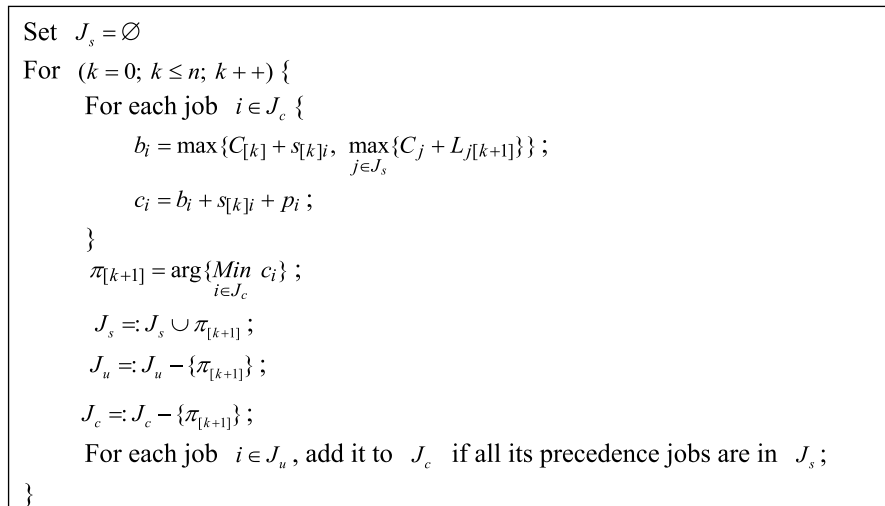 Set J_s = ∅
For (k = 0; k ≤ n; k + +) {
For each job i ∈ J_c {
b_i = max{C_[k] + s_[k]i, max_{j∈J_s}{C_j + L_j[k+1]}} ;
c_i = b_i + s_[k]i + p_i ;
}
π_[k+1] = arg{Min_{i∈J_c} c_i} ;
J_s =: J_s ∪ π_[k+1] ;
J_u =: J_u − {π_[k+1]} ;
J_c =: J_c − {π_[k+1]} ;
For each job i ∈ J_u , add it to J_c if all its precedence jobs are in J_s ;
}